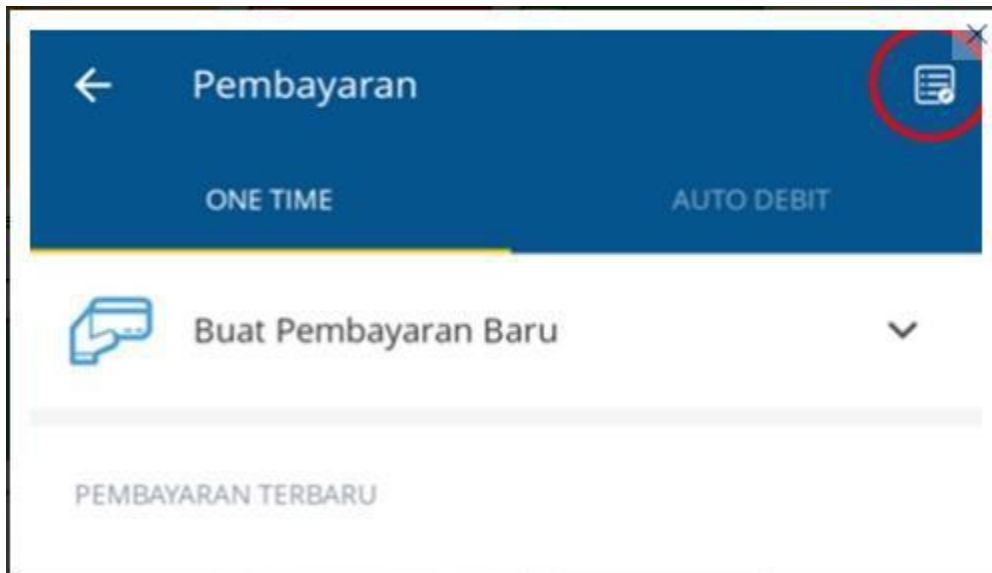 Pembayaran
ONE TIME
AUTO DEBIT
Buat Pembayaran Baru
PEMBAYARAN TERBARU